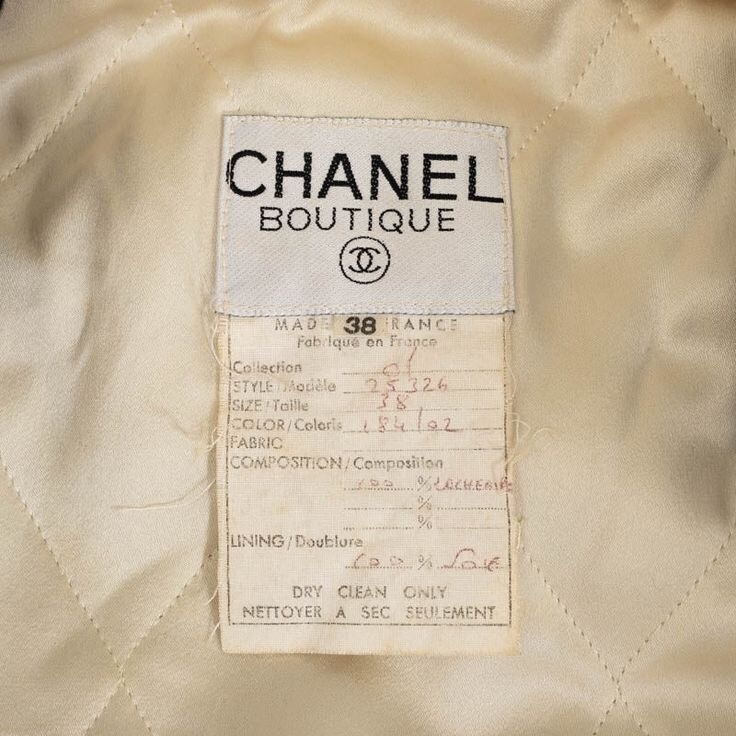 CHANEL
BOUTIQUE
MADE 38 RANCE
Fabriqué en France
Collection 01
STYLE/Modèle 25326
SIZE/Taille 38
COLOR/Coloris 184/02
FABRIC
COMPOSITION/Composition
100 % cachemire
%
%
LINING/Doublure
100 % Soie
DRY CLEAN ONLY
NETTOYER A SEC SEULEMENT